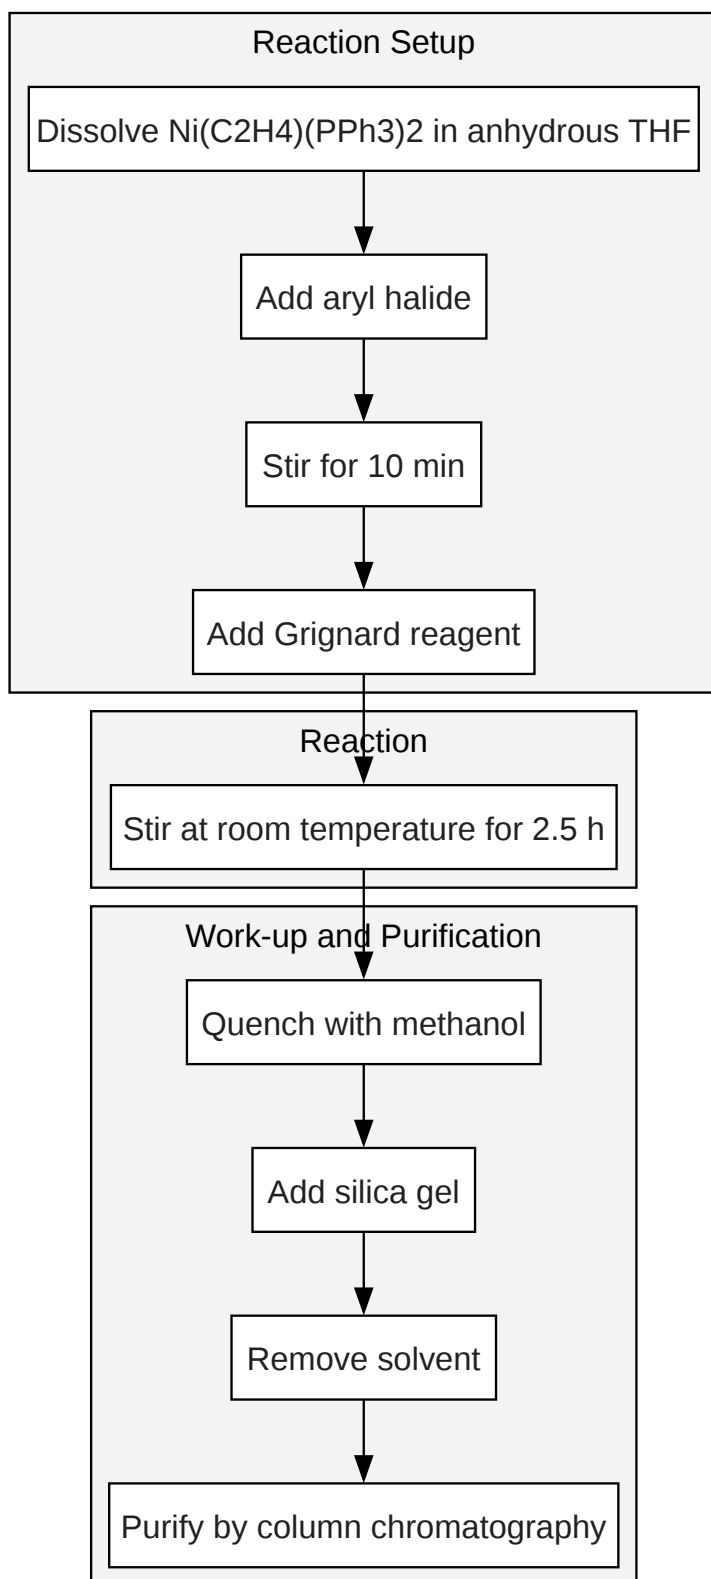 Reaction Setup
Dissolve Ni(C2H4)(PPh3)2 in anhydrous THF
Add aryl halide
Stir for 10 min
Add Grignard reagent
Reaction
Stir at room temperature for 2.5 h
Work-up and Purification
Quench with methanol
Add silica gel
Remove solvent
Purify by column chromatography